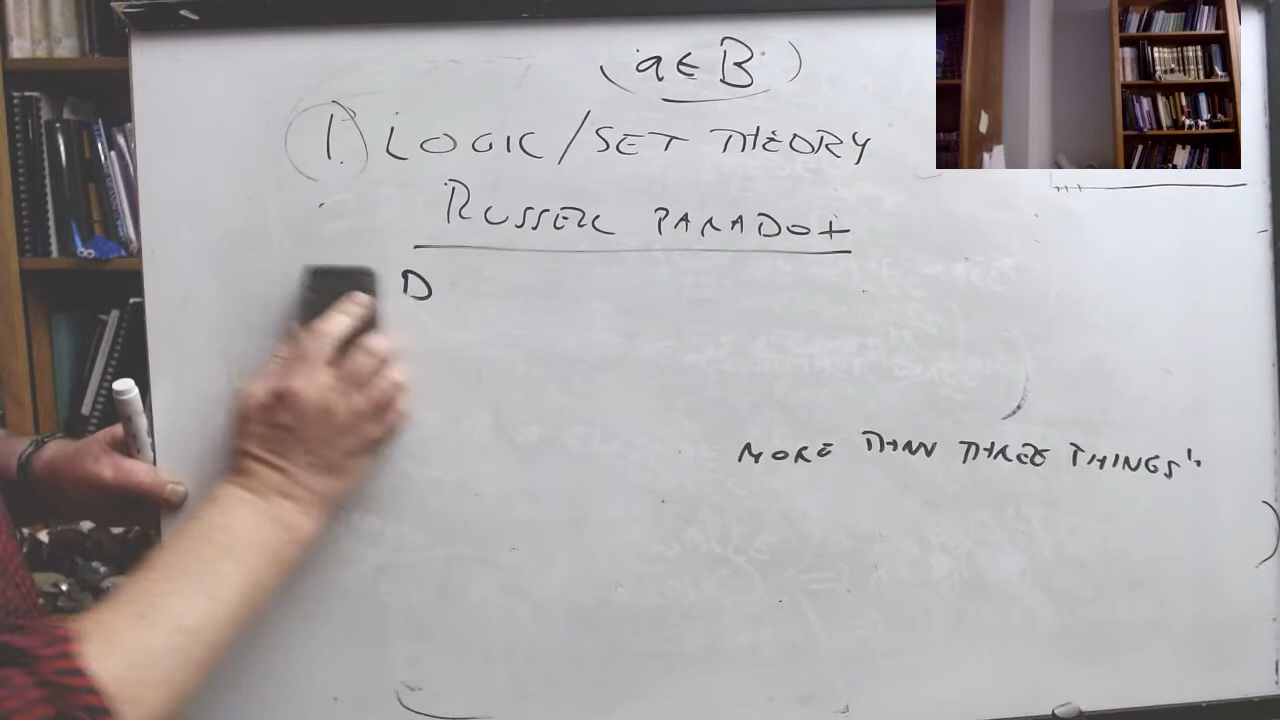 (a ∈ B)
1.) LOGIC/SET THEORY
RUSSELL PARADOX
D
MORE THAN THREE THINGS"